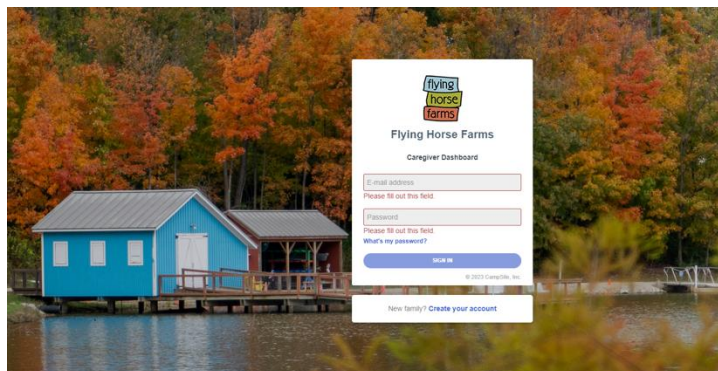 flying
horse
farms
Flying Horse Farms
Caregiver Dashboard
E-mail address
Please fill out this field.
Password
Please fill out this field.
What's my password?
SIGN IN
© 2023 CampSite, Inc.
New family? Create your account